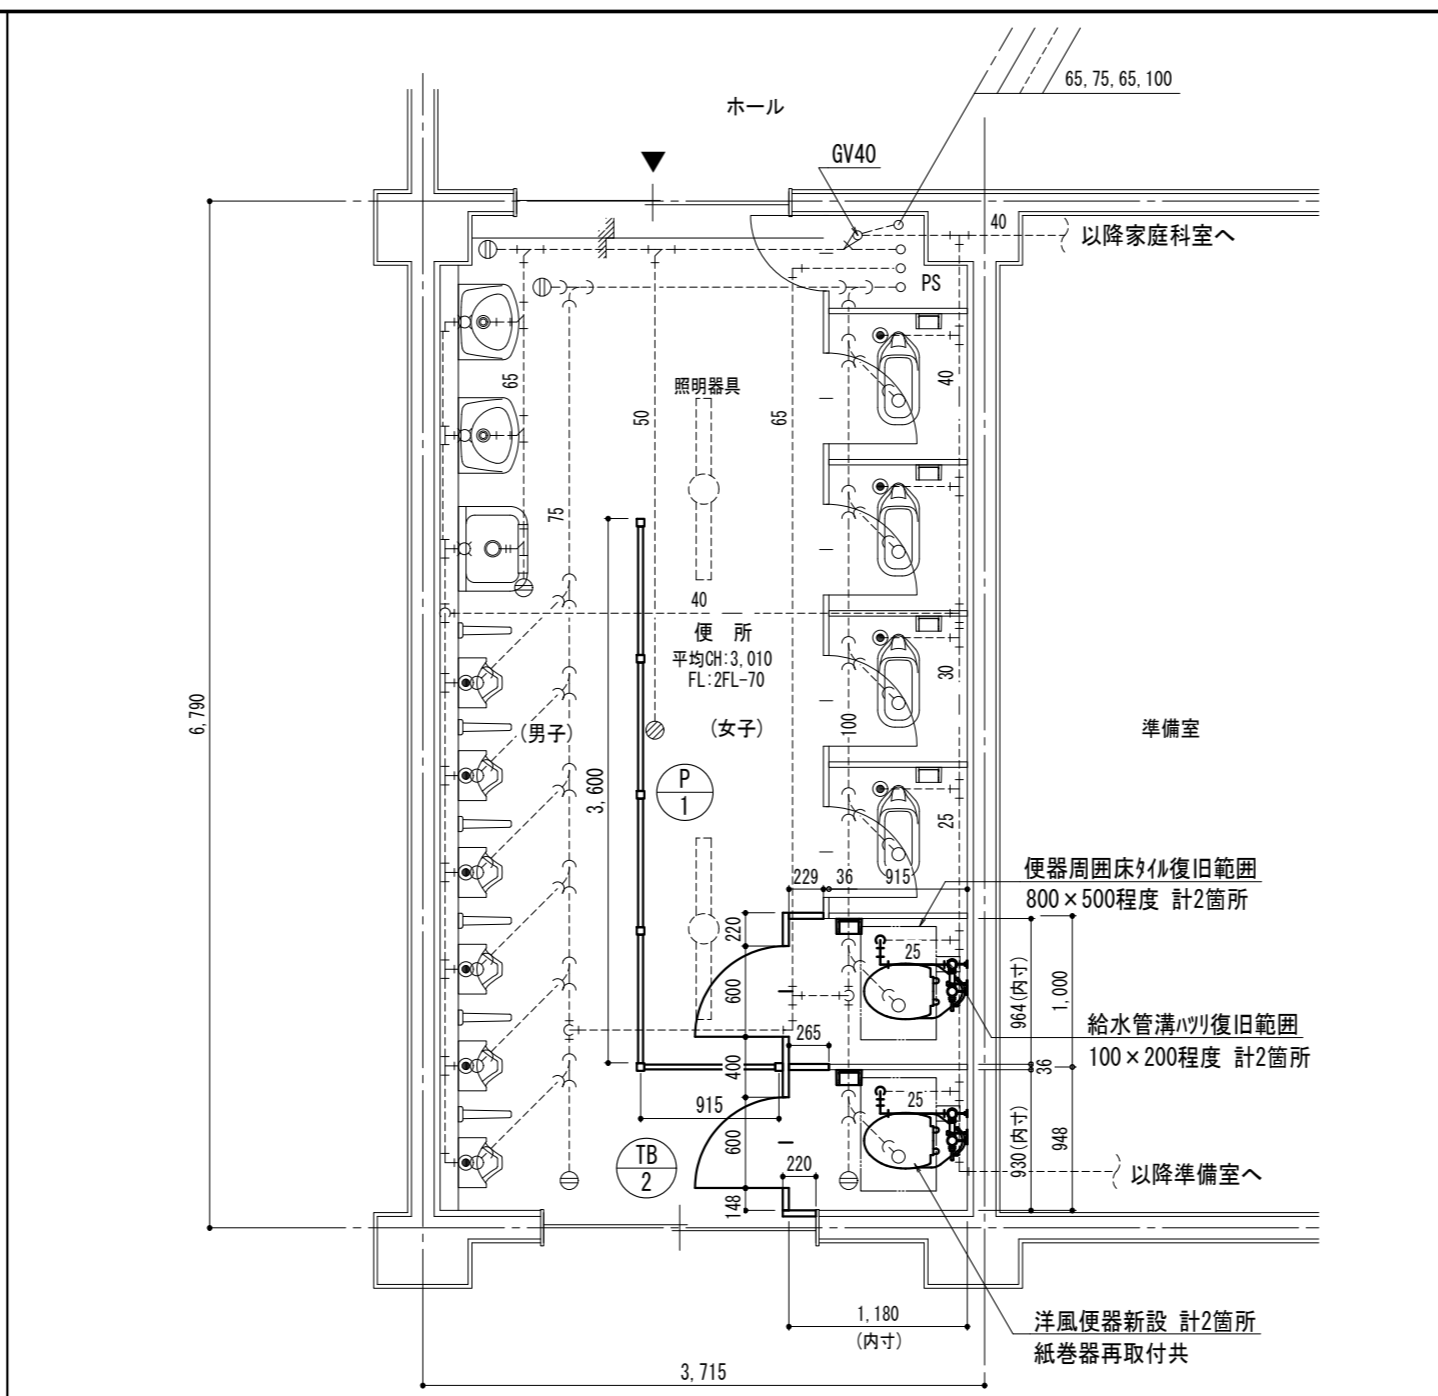 65, 75, 65, 100
ホール
GV40
40
以降家庭科室へ
PS
照明器具
65
50
65
40
75
40
便 所
平均CH:3,010
FL:2FL-70
30
6,790
(男子)
(女子)
100
準備室
3,600
P
1
25
便器周囲床タイル復旧範囲
800×500程度 計2箇所
229
36
915
220
25
600
964(内寸)
1,000
給水管溝ハツリ復旧範囲
100×200程度 計2箇所
265
400
36
915
25
600
930(内寸)
948
TB
2
220
以降準備室へ
148
1,180
(内寸)
洋風便器新設 計2箇所
紙巻器再取付共
3,715